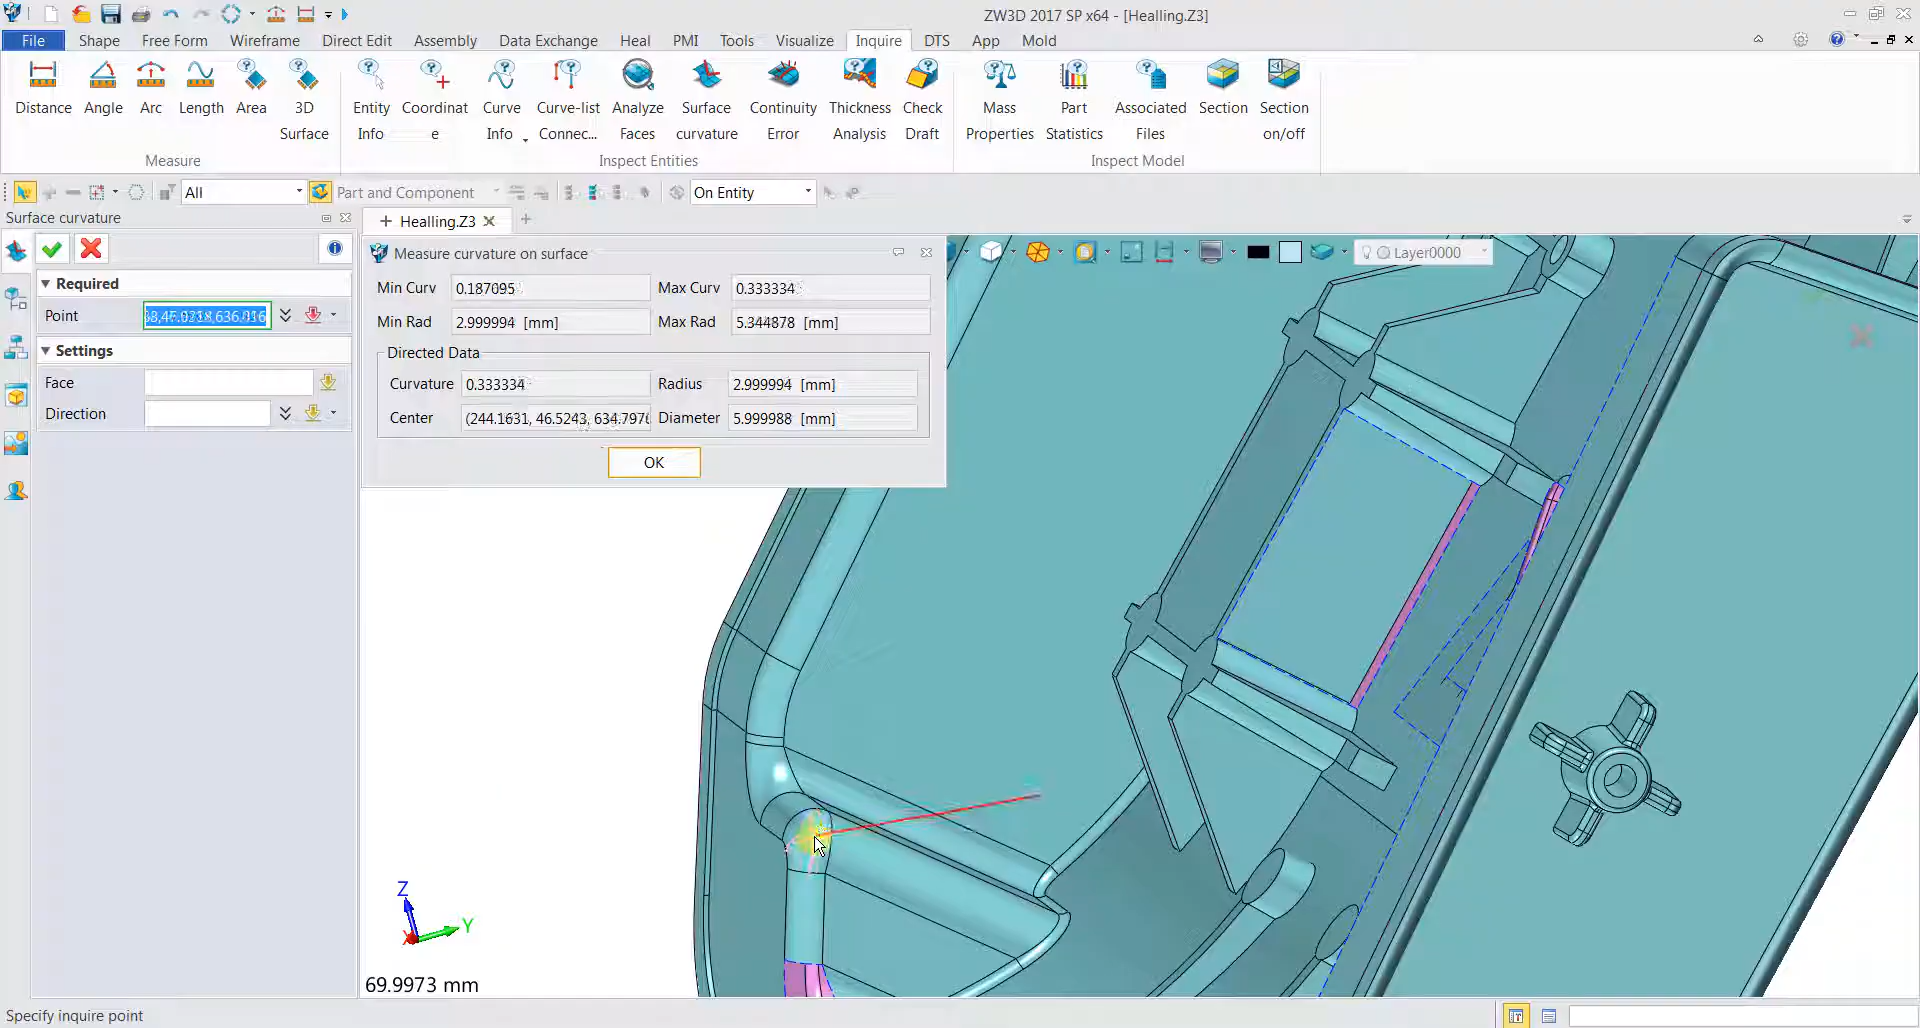 ZW3D 2017 SP x64 - [Healling.Z3]
File Shape Free Form Wireframe Direct Edit Assembly Data Exchange Heal PMI Tools Visualize Inquire DTS App Mold
Distance Angle Arc Length Area 3D Surface
Entity Info Coordinat e Curve Info Curve-list Connec... Analyze Faces Surface curvature Continuity Error Thickness Analysis Check Draft
Mass Properties Part Statistics Associated Files Section Section on/off
Measure Inspect Entities Inspect Model
All Part and Component On Entity
Surface curvature
Healling.Z3
Required
Point
Settings
Face
Direction
Measure curvature on surface
Min Curv 0.187095 Max Curv 0.333334
Min Rad 2.999994 [mm] Max Rad 5.344878 [mm]
Directed Data
Curvature 0.333334 Radius 2.999994 [mm]
Center (244.1631, 46.5243, 634.797 Diameter 5.999988 [mm]
OK
Layer0000
Z
Y
69.9973 mm
Specify inquire point